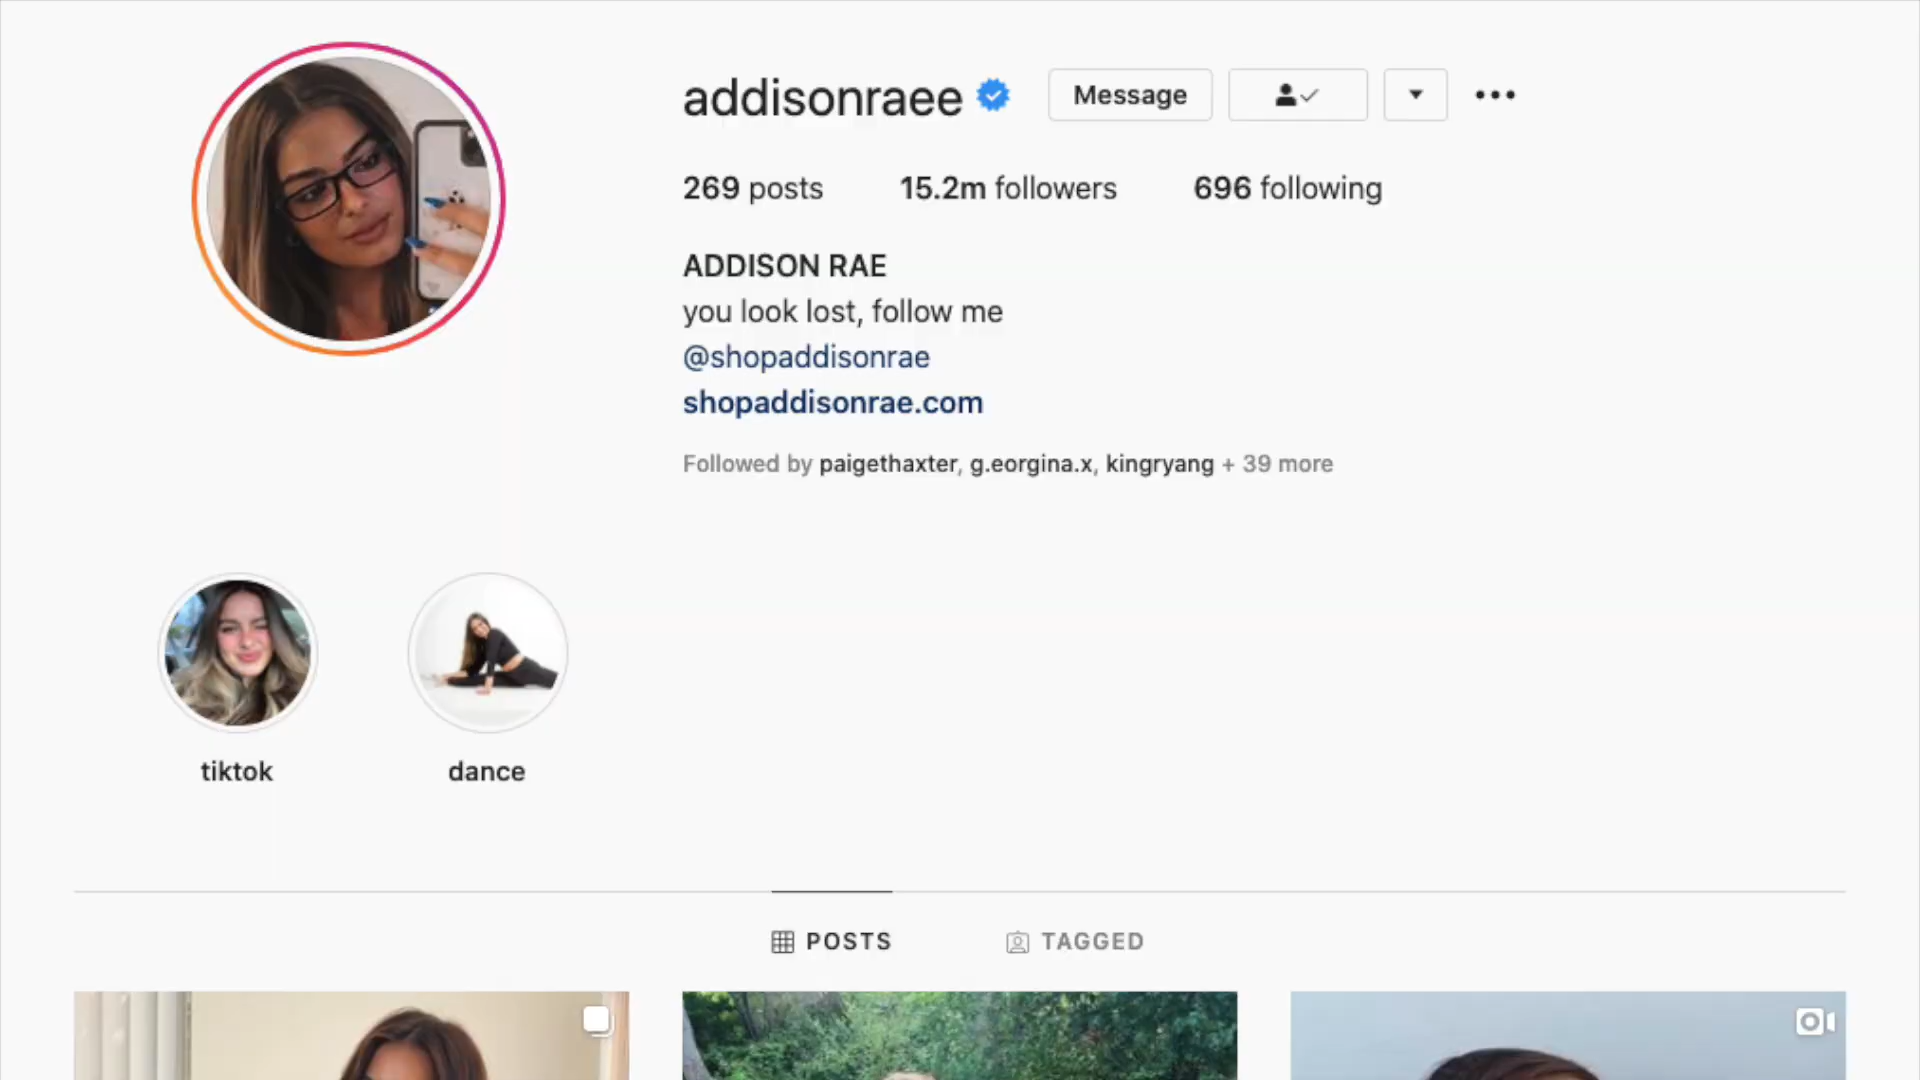 addisonraee Message
269 posts 15.2m followers 696 following
ADDISON RAE
you look lost, follow me
@shopaddisonrae
shopaddisonrae.com
Followed by paigethaxter, g.eorgina.x, kingryang + 39 more
tiktok dance
POSTS TAGGED